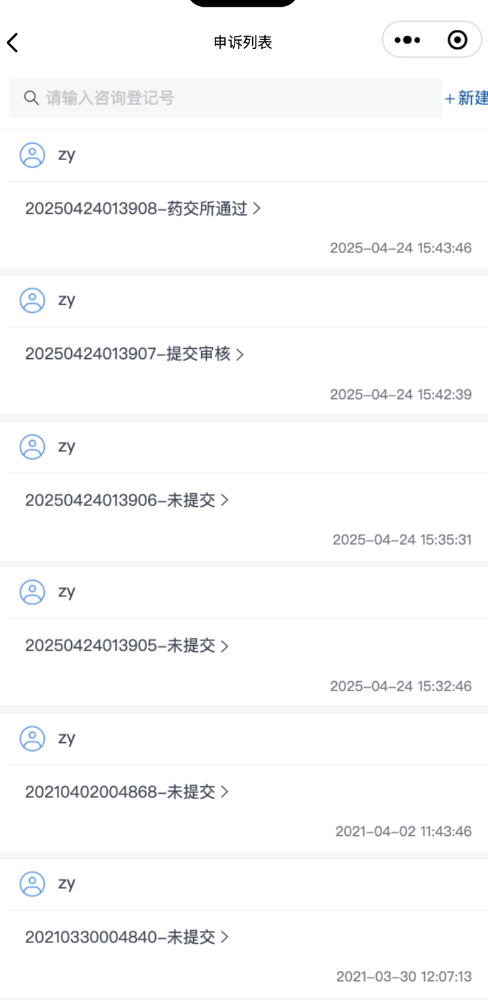 申诉列表
请输入咨询登记号
+新建
zy
20250424013908-药交所通过
2025-04-24 15:43:46
zy
20250424013907-提交审核
2025-04-24 15:42:39
zy
20250424013906-未提交
2025-04-24 15:35:31
zy
20250424013905-未提交
2025-04-24 15:32:46
zy
20210402004868-未提交
2021-04-02 11:43:46
zy
20210330004840-未提交
2021-03-30 12:07:13